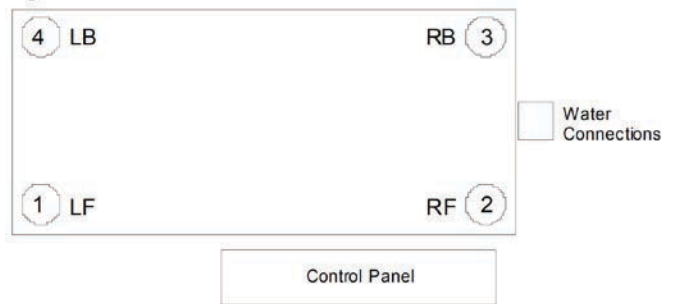 4 LB RB 3
Water
Connections
1 LF RF 2
Control Panel